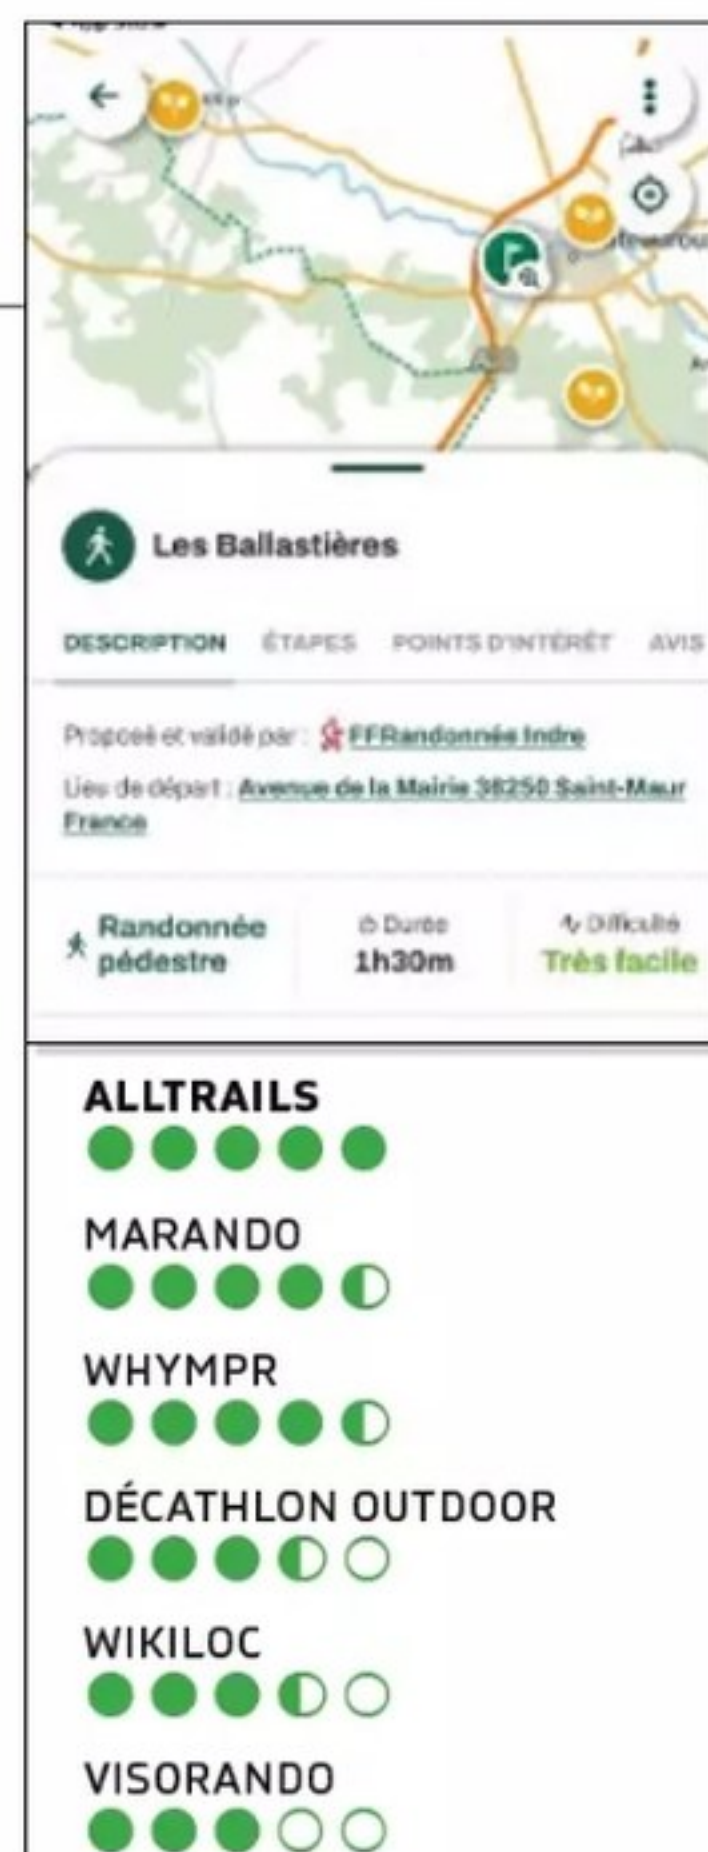 Les Ballastières
DESCRIPTION ÉTAPES POINTS D'INTÉRÊT AVIS
Proposé et validé par : FFRandonnée Indre
Lieu de départ : Avenue de la Mairie 36250 Saint-Maur
France
Randonnée
pédestre
Durée
1h30m
Difficulté
Très facile
ALLTRAILS
MARANDO
WHYMPR
DÉCATHLON OUTDOOR
WIKILOC
VISORANDO